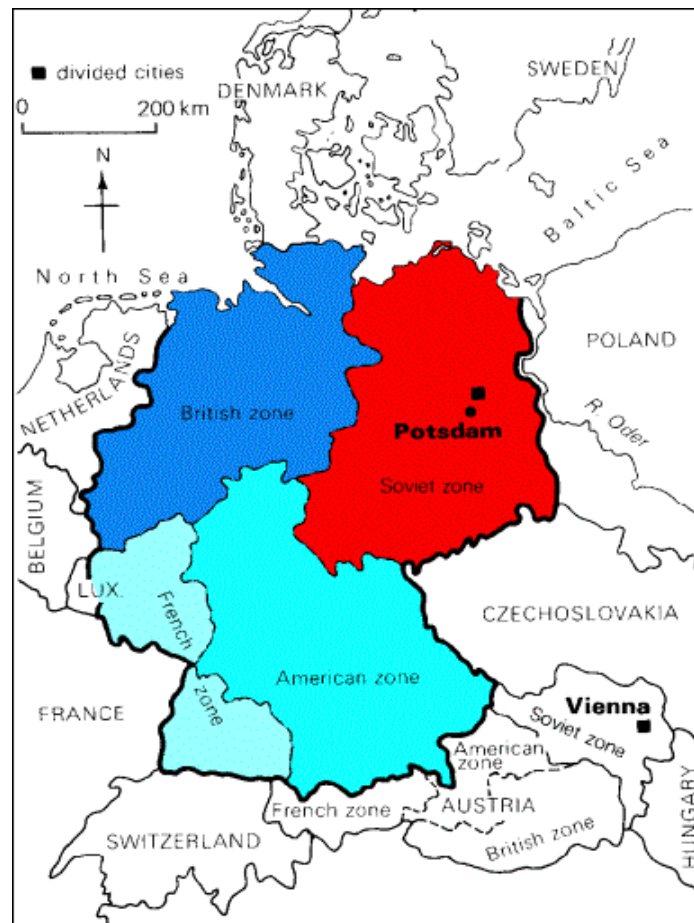 ■ divided cities
0 200 km
N
DENMARK
SWEDEN
Baltic Sea
North Sea
NETHERLANDS
POLAND
R. Oder
British zone
Potsdam
Soviet zone
BELGIUM
LUX.
French
zone
CZECHOSLOVAKIA
American zone
FRANCE
Vienna
Soviet zone
American
zone
French zone
AUSTRIA
British zone
SWITZERLAND
HUNGARY